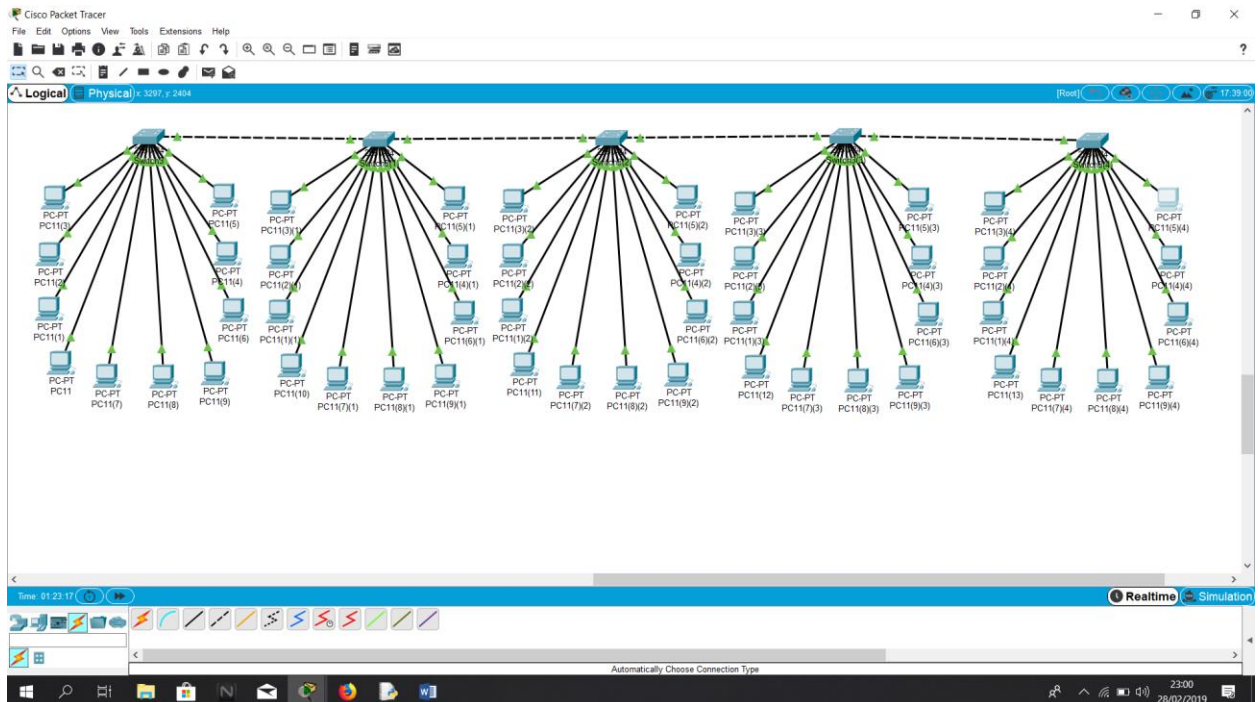 Cisco Packet Tracer
File Edit Options View Tools Extensions Help
?
Logical Physical x: 3297, y: 2404 [Root] 17:39:00
PC-PT
PC11(3)
PC-PT
PC11(5)
PC-PT
PC11(2)
PC-PT
PC11(4)
PC-PT
PC11(1)
PC-PT
PC11(6)
PC-PT
PC11
PC-PT
PC11(7)
PC-PT
PC11(8)
PC-PT
PC11(9)
PC-PT
PC11(3)(1)
PC-PT
PC11(5)(1)
PC-PT
PC11(2)(1)
PC-PT
PC11(4)(1)
PC-PT
PC11(1)(1)
PC-PT
PC11(6)(1)
PC-PT
PC11(10)
PC-PT
PC11(7)(1)
PC-PT
PC11(8)(1)
PC-PT
PC11(9)(1)
PC-PT
PC11(3)(2)
PC-PT
PC11(5)(2)
PC-PT
PC11(2)(2)
PC-PT
PC11(4)(2)
PC-PT
PC11(1)(2)
PC-PT
PC11(6)(2)
PC-PT
PC11(11)
PC-PT
PC11(7)(2)
PC-PT
PC11(8)(2)
PC-PT
PC11(9)(2)
PC-PT
PC11(3)(3)
PC-PT
PC11(5)(3)
PC-PT
PC11(2)(3)
PC-PT
PC11(4)(3)
PC-PT
PC11(1)(3)
PC-PT
PC11(6)(3)
PC-PT
PC11(12)
PC-PT
PC11(7)(3)
PC-PT
PC11(8)(3)
PC-PT
PC11(9)(3)
PC-PT
PC11(3)(4)
PC-PT
PC11(5)(4)
PC-PT
PC11(2)(4)
PC-PT
PC11(4)(4)
PC-PT
PC11(1)(4)
PC-PT
PC11(6)(4)
PC-PT
PC11(13)
PC-PT
PC11(7)(4)
PC-PT
PC11(8)(4)
PC-PT
PC11(9)(4)
Time: 01:23:17 Realtime Simulation
Automatically Choose Connection Type
23:00
28/02/2019